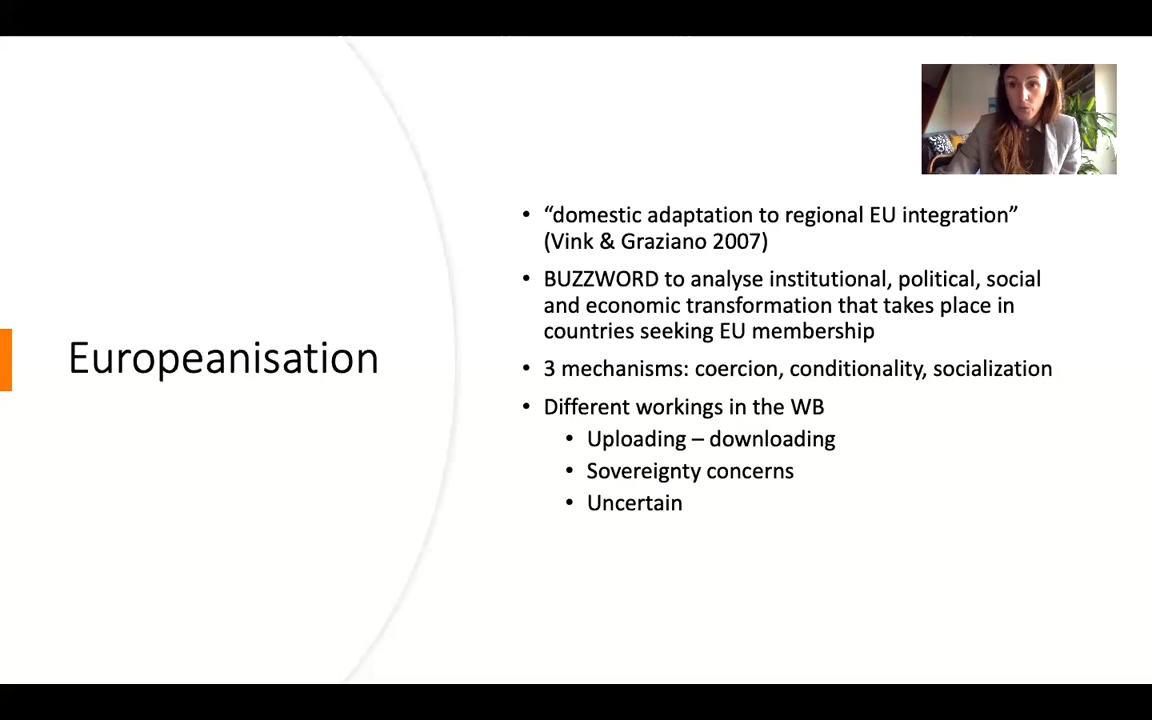 Europeanisation
• “domestic adaptation to regional EU integration”
(Vink & Graziano 2007)
• BUZZWORD to analyse institutional, political, social
and economic transformation that takes place in
countries seeking EU membership
• 3 mechanisms: coercion, conditionality, socialization
• Different workings in the WB
• Uploading – downloading
• Sovereignty concerns
• Uncertain